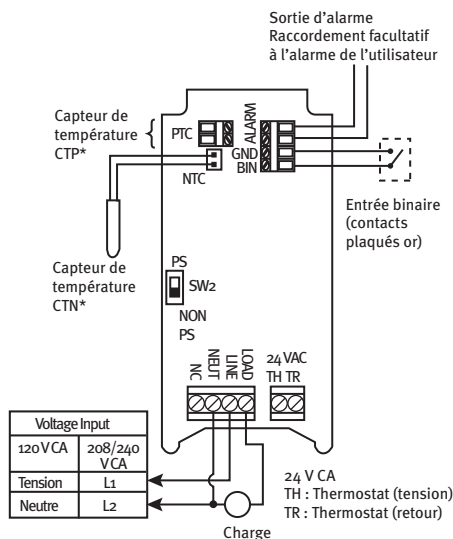 Sortie d'alarme
Raccordement facultatif
à l'alarme de l'utilisateur
Capteur de
température
CTP*
PTC
ALARM
GND
BIN
NTC
Entrée binaire
(contacts
plaqués or)
Capteur de
température
CTN*
PS
SW2
NON
PS
NC
NEUT
LINE
LOAD
24 VAC
TH TR
Voltage Input
120 V CA
208/240
V CA
Tension
L1
Neutre
L2
24 V CA
TH : Thermostat (tension)
TR : Thermostat (retour)
Charge